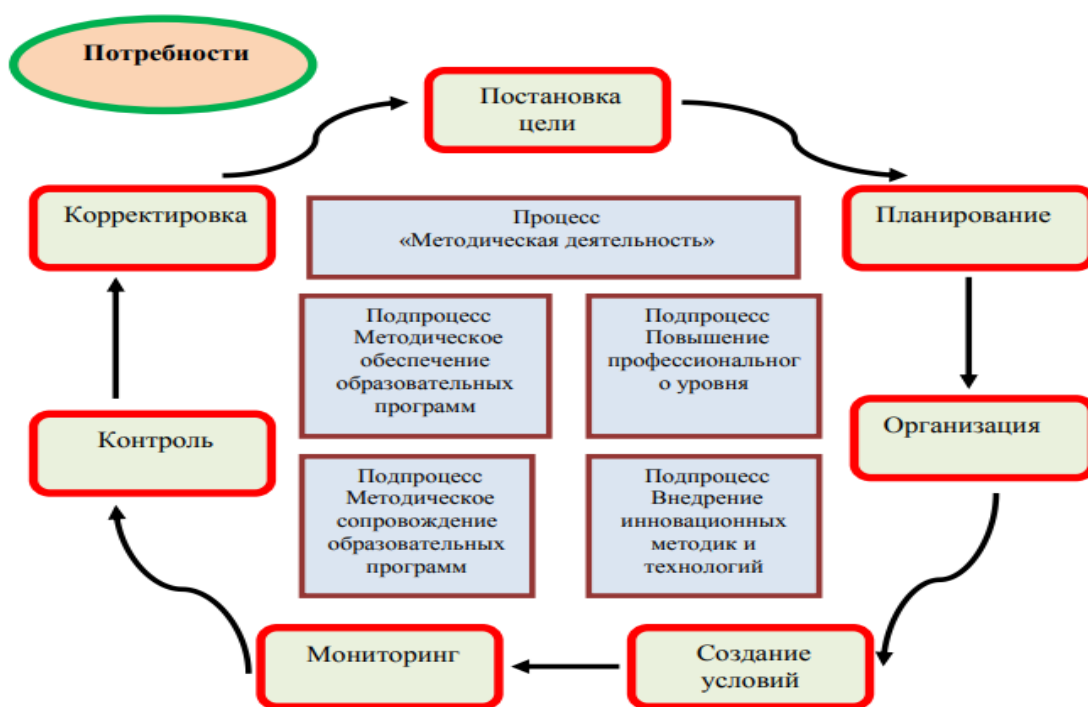 Потребности
Постановка
цели
Корректировка
Планирование
Процесс
«Методическая деятельность»
Подпроцесс
Методическое
обеспечение
образовательных
программ
Подпроцесс
Повышение
профессиональног
о уровня
Контроль
Организация
Подпроцесс
Методическое
сопровождение
образовательных
программ
Подпроцесс
Внедрение
инновационных
методик и
технологий
Мониторинг
Создание
условий